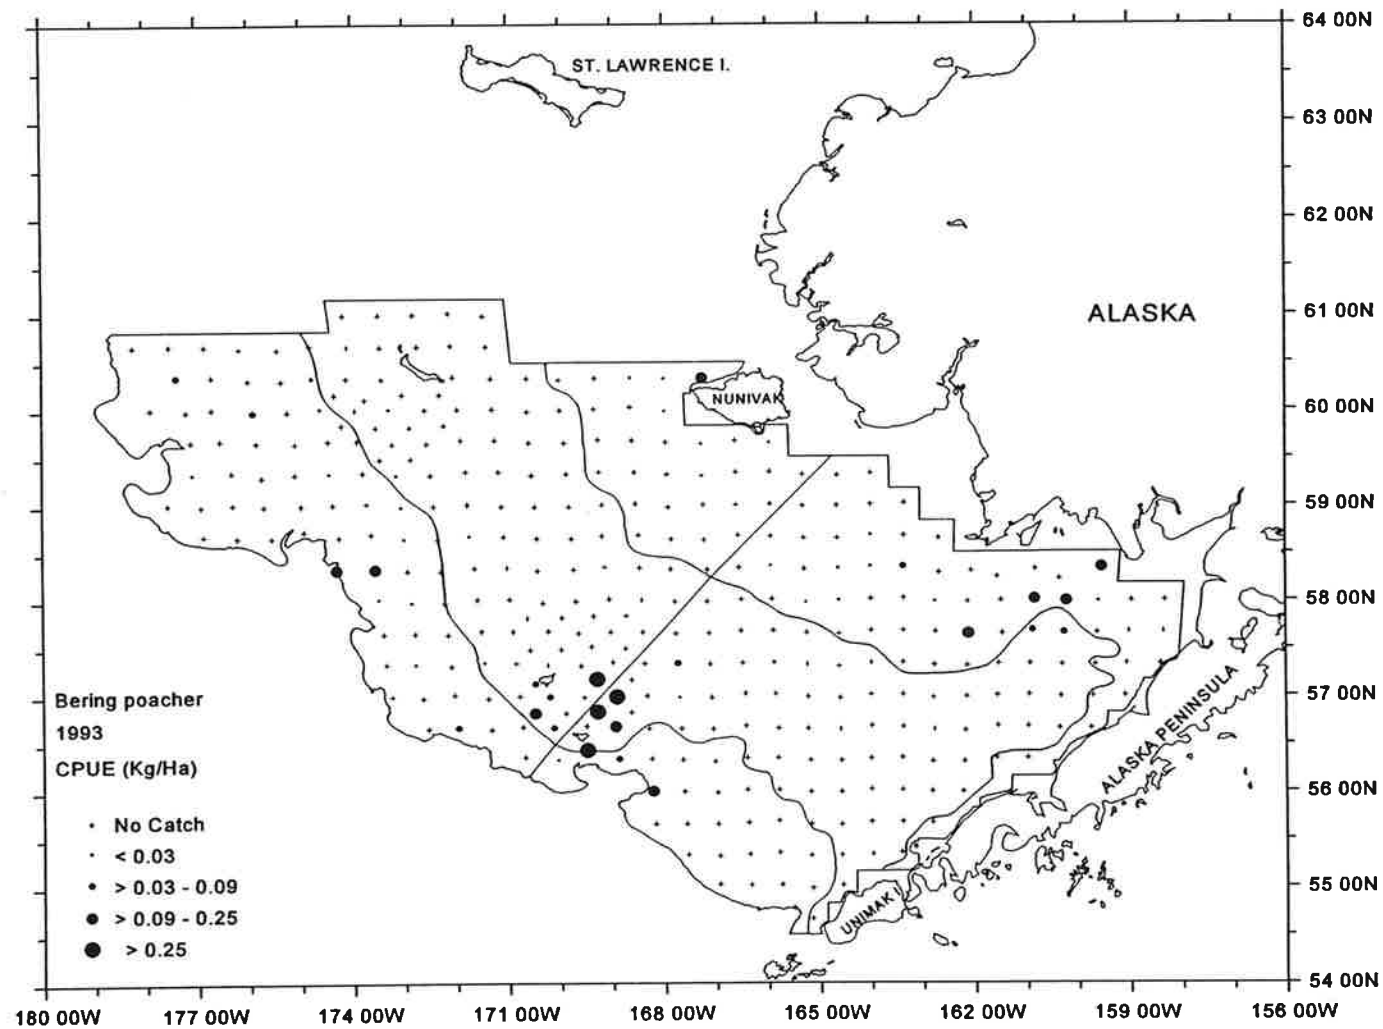 64 00N
ST. LAWRENCE I.
63 00N
62 00N
ALASKA
61 00N
NUNIVAK
60 00N
59 00N
58 00N
Bering poacher
1993
CPUE (Kg/Ha)
57 00N
ALASKA PENINSULA
56 00N
No Catch
< 0.03
> 0.03 - 0.09
> 0.09 - 0.25
> 0.25
55 00N
UNIMAK I
54 00N
180 00W 177 00W 174 00W 171 00W 168 00W 165 00W 162 00W 159 00W 156 00W